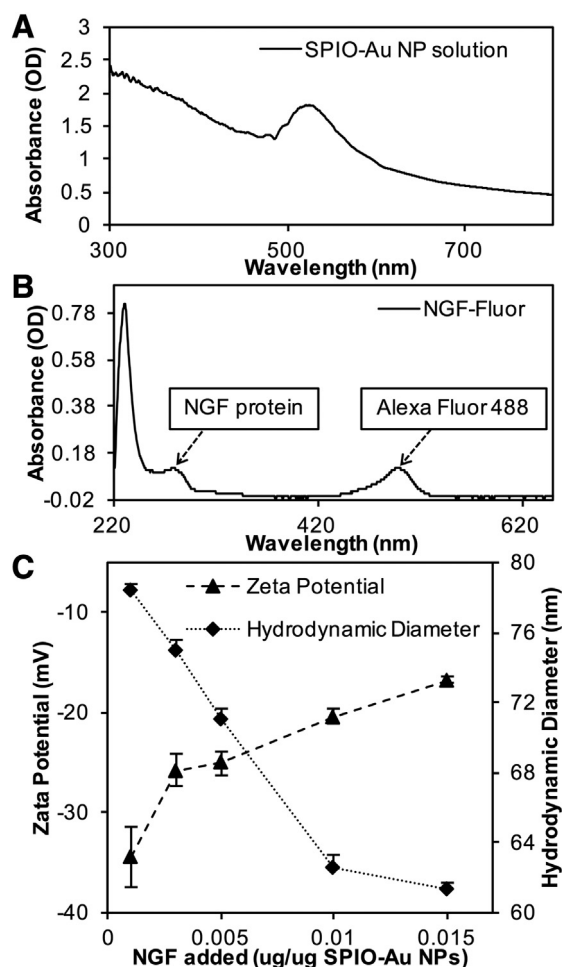 A
3
2.5
2
1.5
1
0.5
0
Absorbance (OD)
SPIO-Au NP solution
300
500
700
Wavelength (nm)
B
0.78
0.58
0.38
0.18
-0.02
Absorbance (OD)
NGF-Fluor
NGF protein
Alexa Fluor 488
220
420
620
Wavelength (nm)
C
-10
-20
-30
-40
Zata Potential (mV)
Zeta Potential
Hydrodynamic Diameter
80
76
72
68
64
60
Hydrodynamic Diameter (nm)
0
0.005
0.01
0.015
NGF added (ug/ug SPIO-Au NPs)